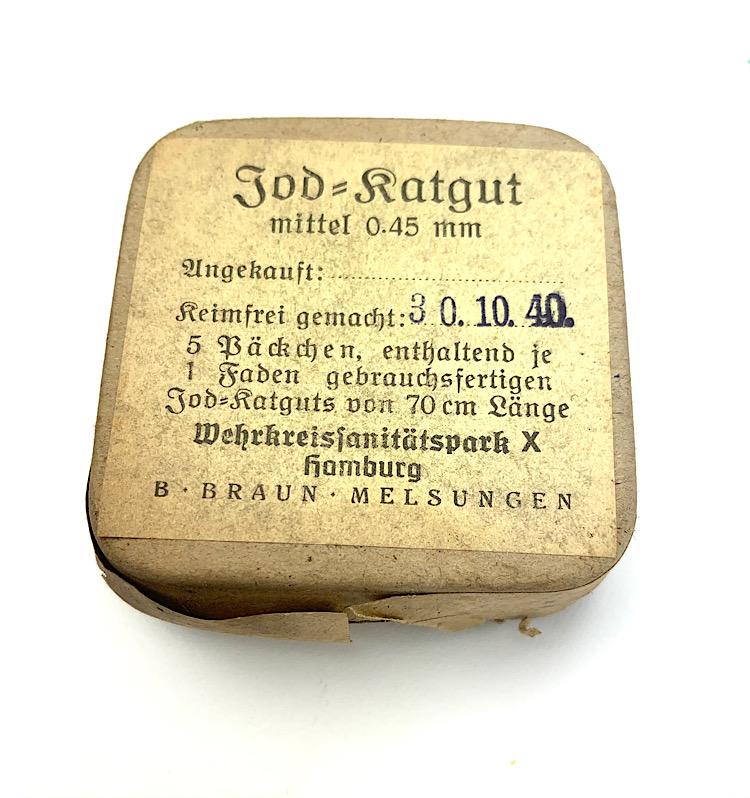 Jod-Katgut
mittel 0.45 mm
Angekauft:
Keimfrei gemacht: 30.10.40.
5 Päckchen, enthaltend je
1 Faden gebrauchsfertigen
Jod-Katguts von 70 cm Länge
Wehrkreissanitätspark X
Hamburg
B · BRAUN · MELSUNGEN